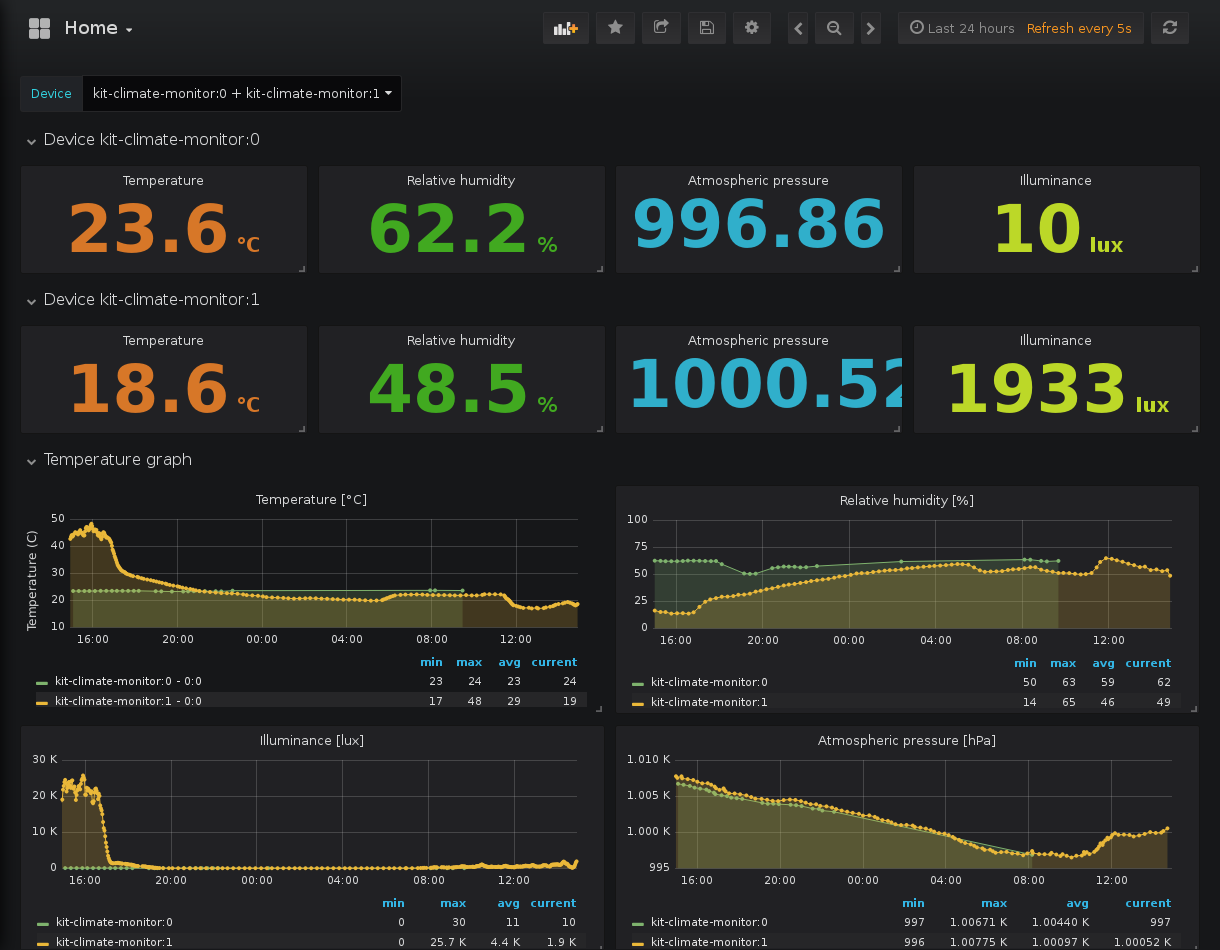 Home
Last 24 hours Refresh every 5s
Device kit-climate-monitor:0 + kit-climate-monitor:1
Device kit-climate-monitor:0
Temperature Relative humidity Atmospheric pressure Illuminance
23.6 °C 62.2 % 996.86 10 lux
Device kit-climate-monitor:1
Temperature Relative humidity Atmospheric pressure Illuminance
18.6 °C 48.5 % 1000.52 1933 lux
Temperature graph
Temperature [°C]
Temperature (C)
50
40
30
20
10
16:00 20:00 00:00 04:00 08:00 12:00
min max avg current
kit-climate-monitor:0 - 0:0 23 24 23 24
kit-climate-monitor:1 - 0:0 17 48 29 19
Relative humidity [%]
100
75
50
25
0
16:00 20:00 00:00 04:00 08:00 12:00
min max avg current
kit-climate-monitor:0 50 63 59 62
kit-climate-monitor:1 14 65 46 49
Illuminance [lux]
30 K
20 K
10 K
0
16:00 20:00 00:00 04:00 08:00 12:00
min max avg current
kit-climate-monitor:0 0 30 11 10
kit-climate-monitor:1 0 25.7 K 4.4 K 1.9 K
Atmospheric pressure [hPa]
1.010 K
1.005 K
1.000 K
995
16:00 20:00 00:00 04:00 08:00 12:00
min max avg current
kit-climate-monitor:0 997 1.00671 K 1.00440 K 997
kit-climate-monitor:1 996 1.00775 K 1.00097 K 1.00052 K